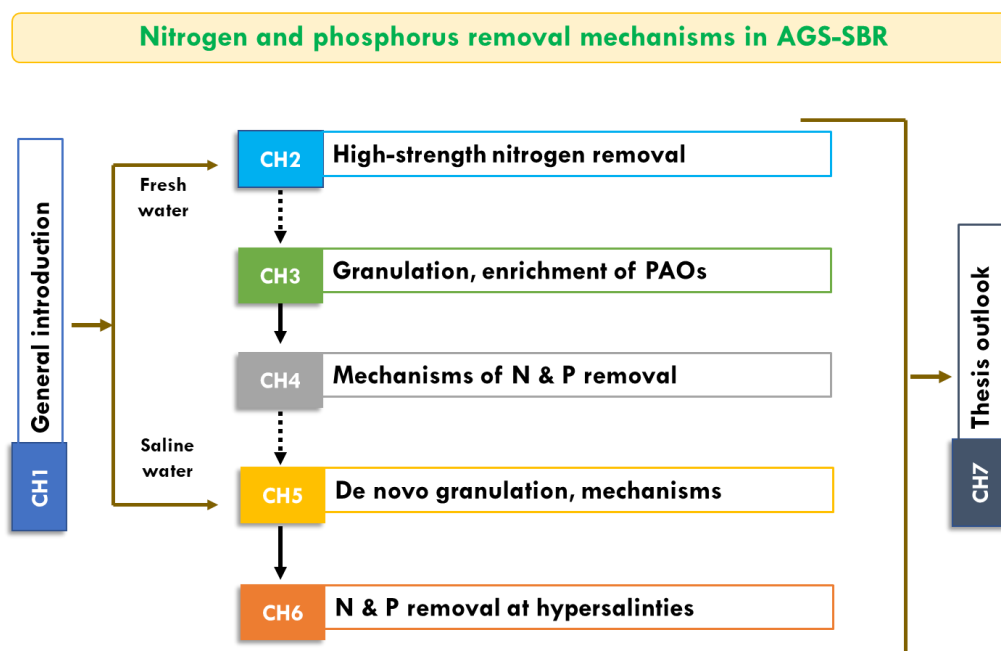 Nitrogen and phosphorus removal mechanisms in AGS-SBR
CH1
General introduction
Fresh
water
Saline
water
CH2
High-strength nitrogen removal
CH3
Granulation, enrichment of PAOs
CH4
Mechanisms of N & P removal
CH5
De novo granulation, mechanisms
CH6
N & P removal at hypersalinties
CH7
Thesis outlook